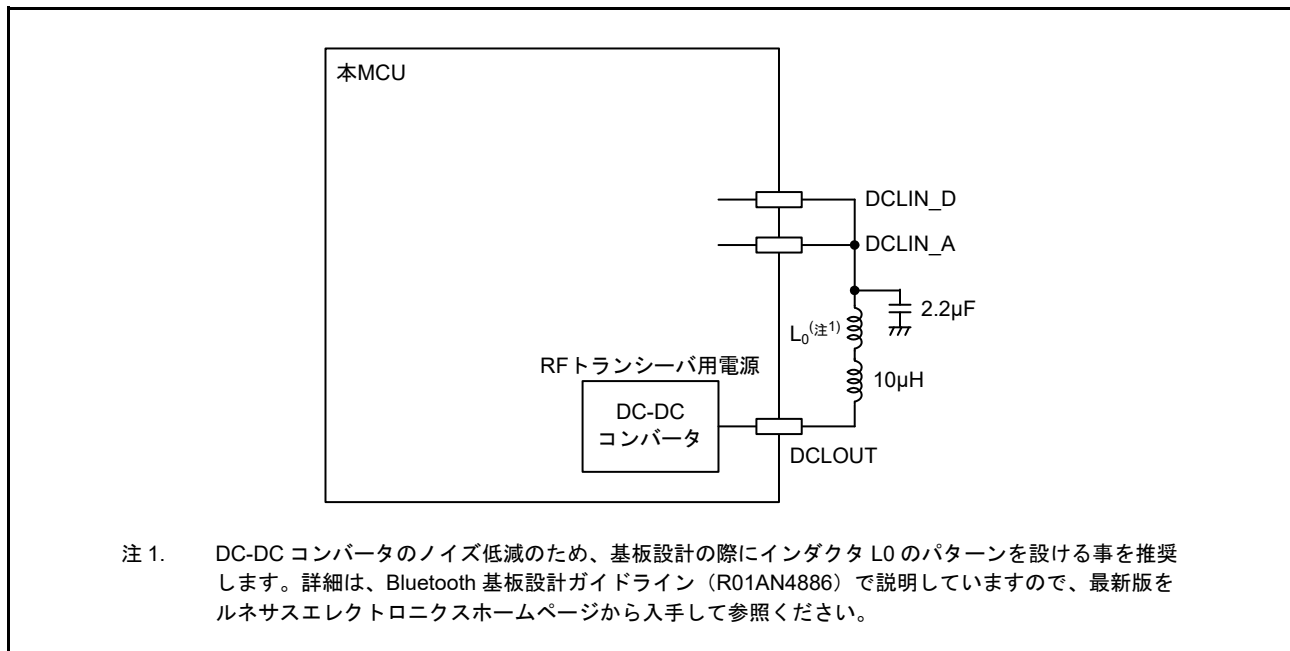 本MCU
DCLIN_D
DCLIN_A
2.2µF
L0(注1)
10µH
RFトランシーバ用電源
DC-DC
コンバータ
DCLOUT
注 1. DC-DC コンバータのノイズ低減のため、基板設計の際にインダクタ L0 のパターンを設ける事を推奨
します。詳細は、Bluetooth 基板設計ガイドライン（R01AN4886）で説明していますので、最新版を
ルネサスエレクトロニクスホームページから入手して参照ください。